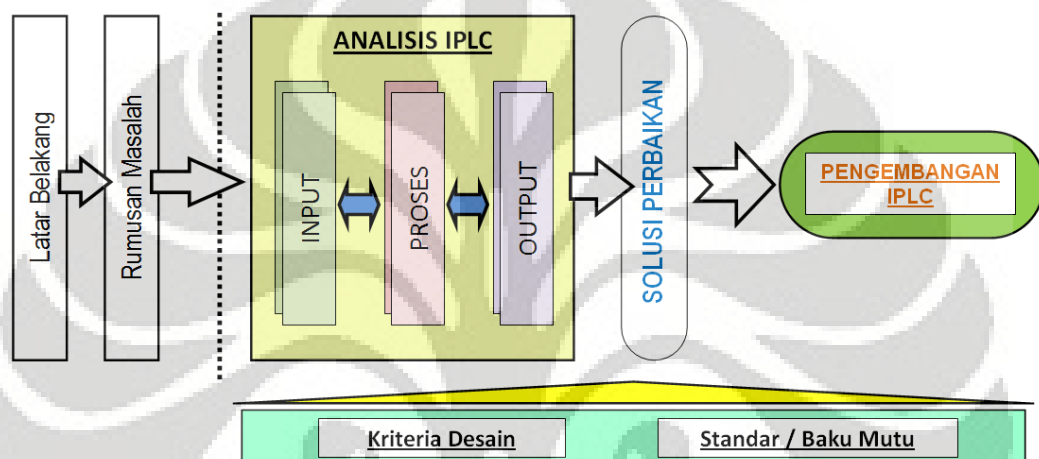 Latar Belakang
Rumusan Masalah
ANALISIS IPLC
INPUT
PROSES
OUTPUT
SOLUSI PERBAIKAN
PENGEMBANGAN
IPLC
Kriteria Desain
Standar / Baku Mutu